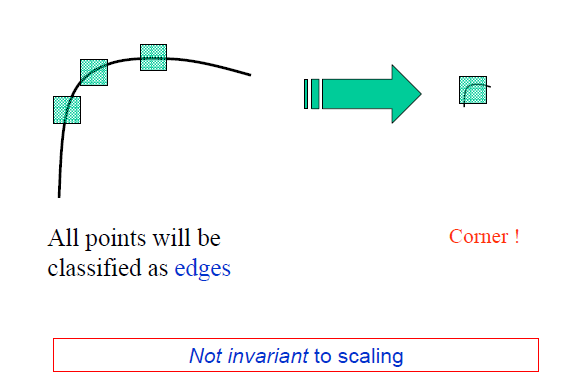 All points will be
classified as edges
Corner !
Not invariant to scaling